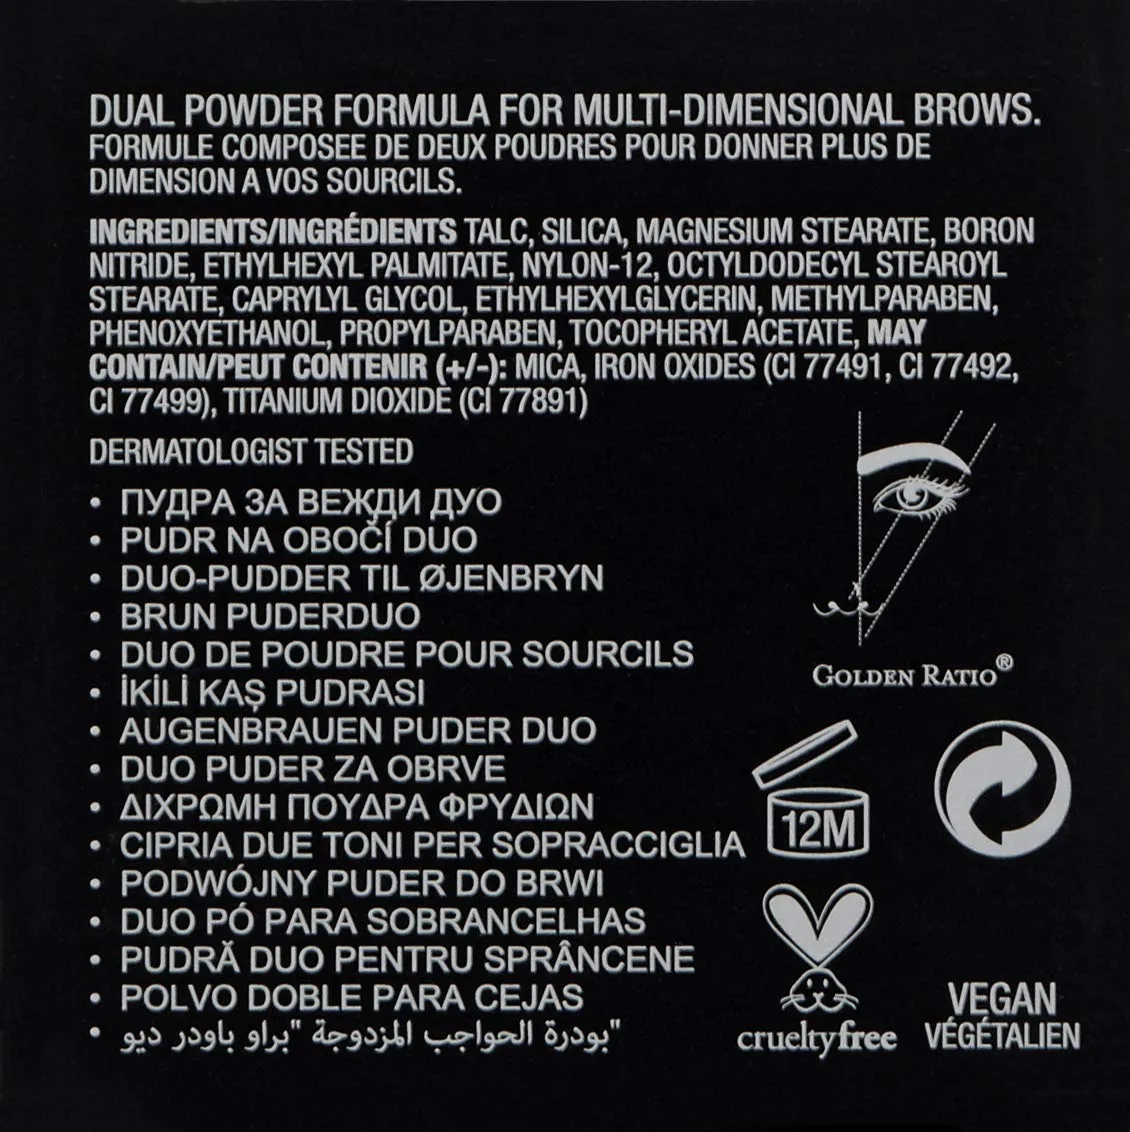 DUAL POWDER FORMULA FOR MULTI-DIMENSIONAL BROWS.
FORMULE COMPOSEE DE DEUX POUDRES POUR DONNER PLUS DE
DIMENSION A VOS SOURCILS.
INGREDIENTS/INGRÉDIENTS TALC, SILICA, MAGNESIUM STEARATE, BORON
NITRIDE, ETHYLHEXYL PALMITATE, NYLON-12, OCTYLDODECYL STEAROYL
STEARATE, CAPRYLYL GLYCOL, ETHYLHEXYLGLYCERIN, METHYLPARABEN,
PHENOXYETHANOL, PROPYLPARABEN, TOCOPHERYL ACETATE, MAY
CONTAIN/PEUT CONTENIR (+/-): MICA, IRON OXIDES (CI 77491, CI 77492,
CI 77499), TITANIUM DIOXIDE (CI 77891)
DERMATOLOGIST TESTED
• ПУДРА ЗА ВЕЖДИ ДУО
• PUDR NA OBOČÍ DUO
• DUO-PUDDER TIL ØJENBRYN
• BRUN PUDERDUO
• DUO DE POUDRE POUR SOURCILS
• İKİLİ KAŞ PUDRASI
• AUGENBRAUEN PUDER DUO
• DUO PUDER ZA OBRVE
• ΔΙΧΡΩΜΗ ΠΟΥΔΡΑ ΦΡΥΔΙΩΝ
• CIPRIA DUE TONI PER SOPRACCIGLIA
• PODWÓJNY PUDER DO BRWI
• DUO PÓ PARA SOBRANCELHAS
• PUDRĂ DUO PENTRU SPRÂNCENE
• POLVO DOBLE PARA CEJAS
• "بودرة الحواجب المزدوجة "براو باودر ديو
GOLDEN RATIO®
12M
crueltyfree
VEGAN
VÉGÉTALIEN